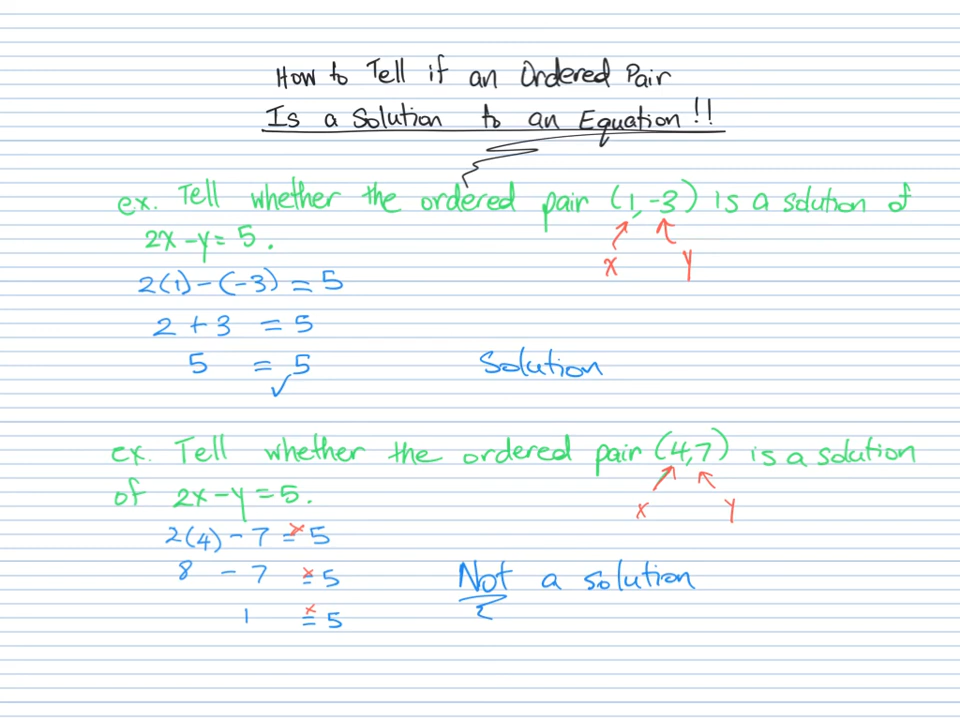 How to Tell if an Ordered Pair
Is a Solution to an Equation!!
ex. Tell whether the ordered pair (1,-3) is a solution of
2x-y=5.
x y
2(1)-(-3)=5
2+3 =5
5 =5 Solution
✓
ex. Tell whether the ordered pair (4,7) is a solution
of 2x-y=5.
x y
2(4)-7=5
8 -7 =5 Not a solution
1 =5